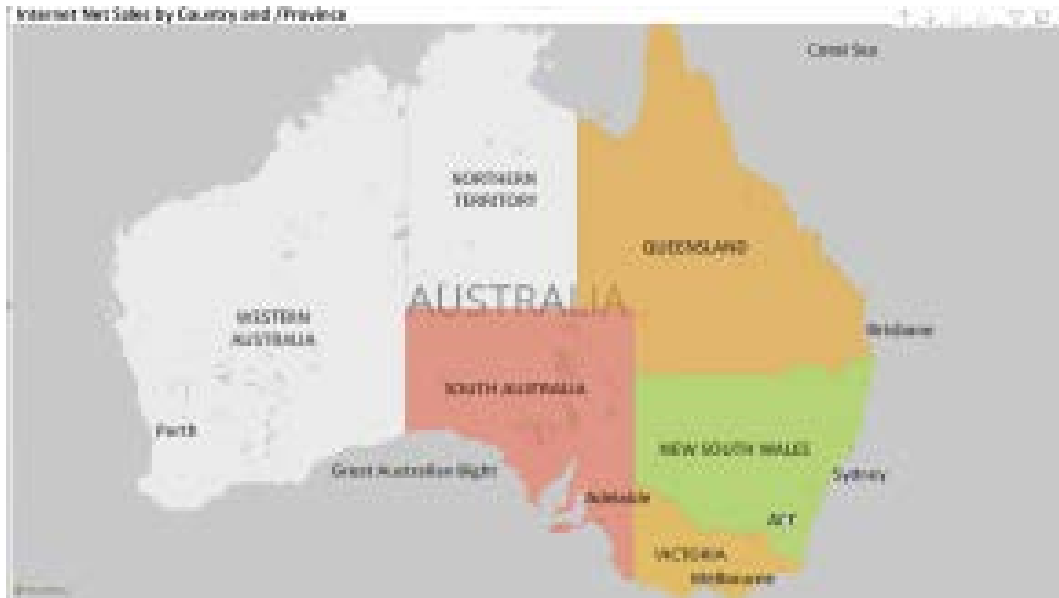 Internet Net Sales by Country and /Province
Coral Sea
NORTHERN
TERRITORY
QUEENSLAND
AUSTRALIA
WESTERN
AUSTRALIA
Brisbane
SOUTH AUSTRALIA
Perth
NEW SOUTH WALES
Great Australian Bight
Sydney
Adelaide
ACT
VICTORIA
Melbourne